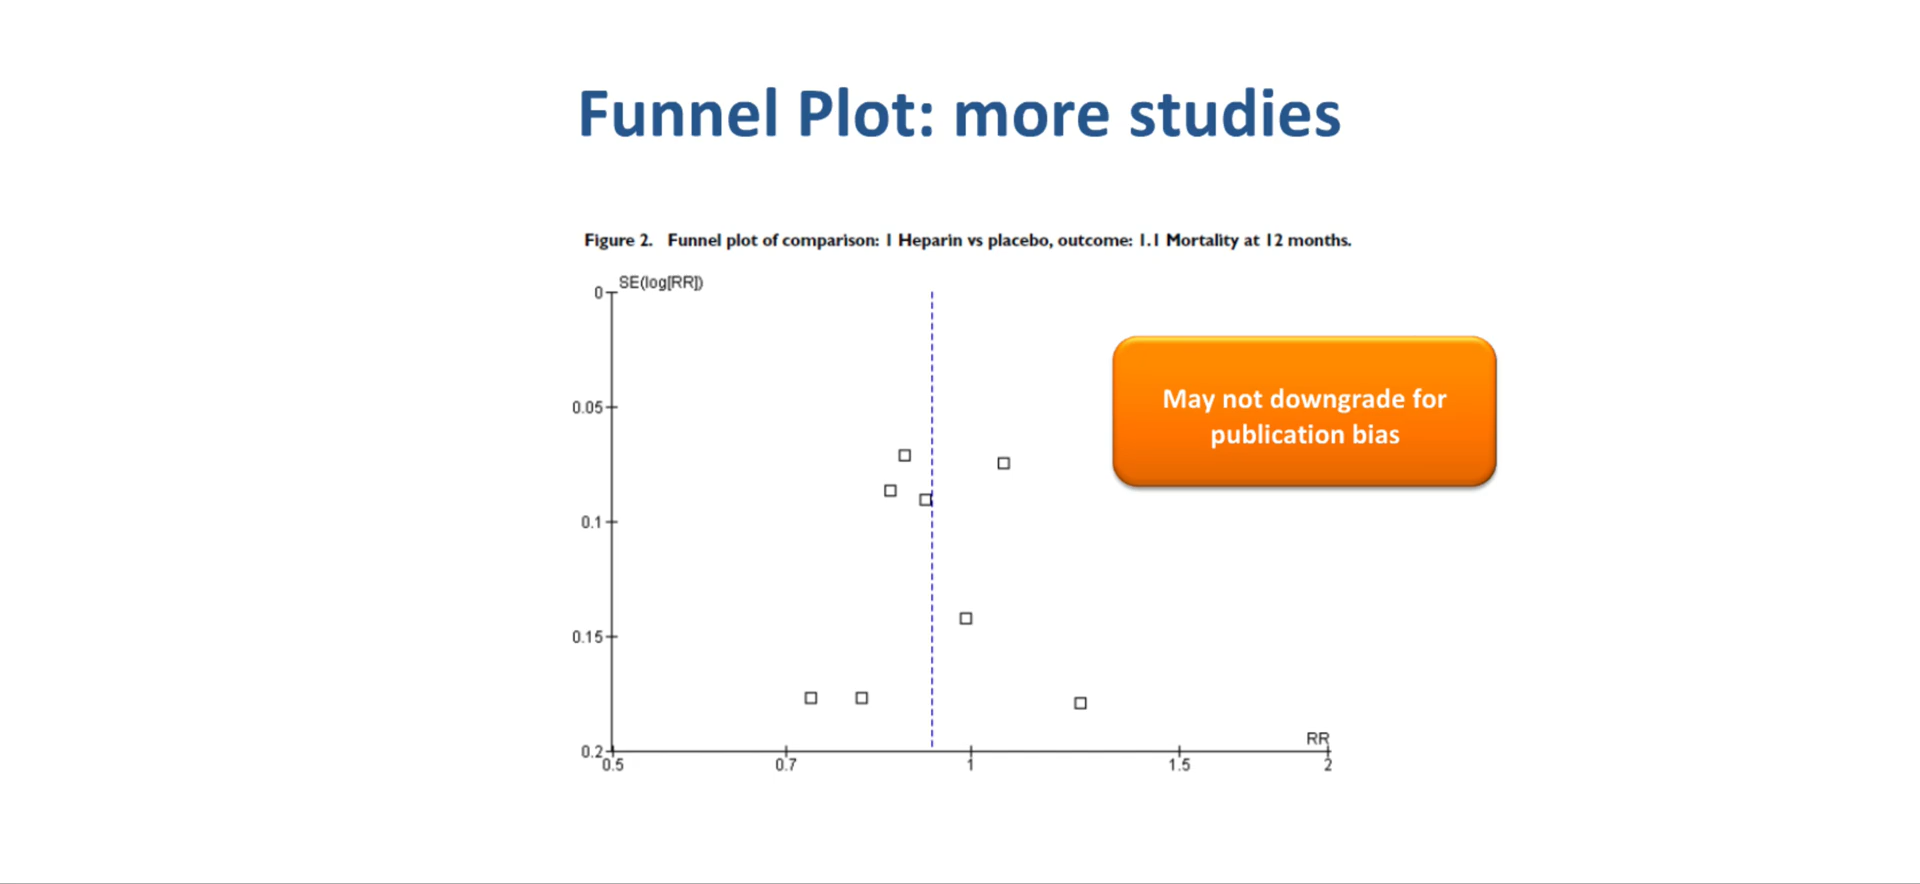 Funnel Plot: more studies
Figure 2. Funnel plot of comparison: 1 Heparin vs placebo, outcome: 1.1 Mortality at 12 months.
SE(log[RR])
0
0.05
0.1
0.15
0.2
May not downgrade for
publication bias
RR
0.5 0.7 1 1.5 2